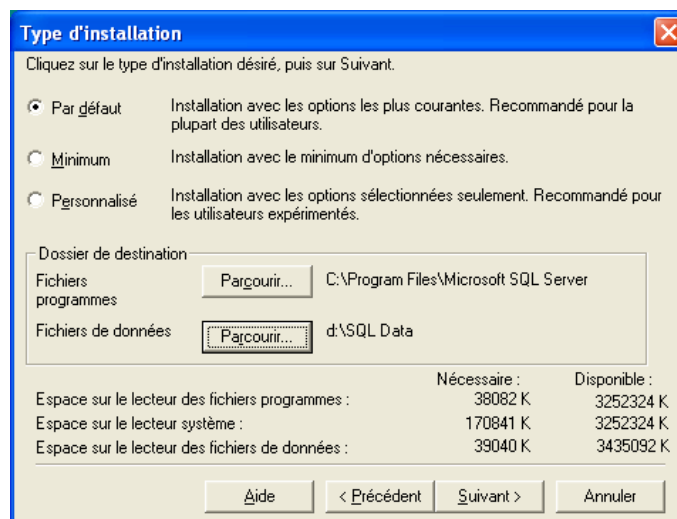 Type d'installation
Cliquez sur le type d'installation désiré, puis sur Suivant.
Par défaut
Installation avec les options les plus courantes. Recommandé pour la
plupart des utilisateurs.
Minimum
Installation avec le minimum d'options nécessaires.
Personnalisé
Installation avec les options sélectionnées seulement. Recommandé pour
les utilisateurs expérimentés.
Dossier de destination
Fichiers
programmes
Parcourir...
C:\Program Files\Microsoft SQL Server
Fichiers de données
Parcourir...
d:\SQL Data
Nécessaire :
Disponible :
Espace sur le lecteur des fichiers programmes :
38082 K
3252324 K
Espace sur le lecteur système :
170841 K
3252324 K
Espace sur le lecteur des fichiers de données :
39040 K
3435092 K
Aide
< Précédent
Suivant >
Annuler